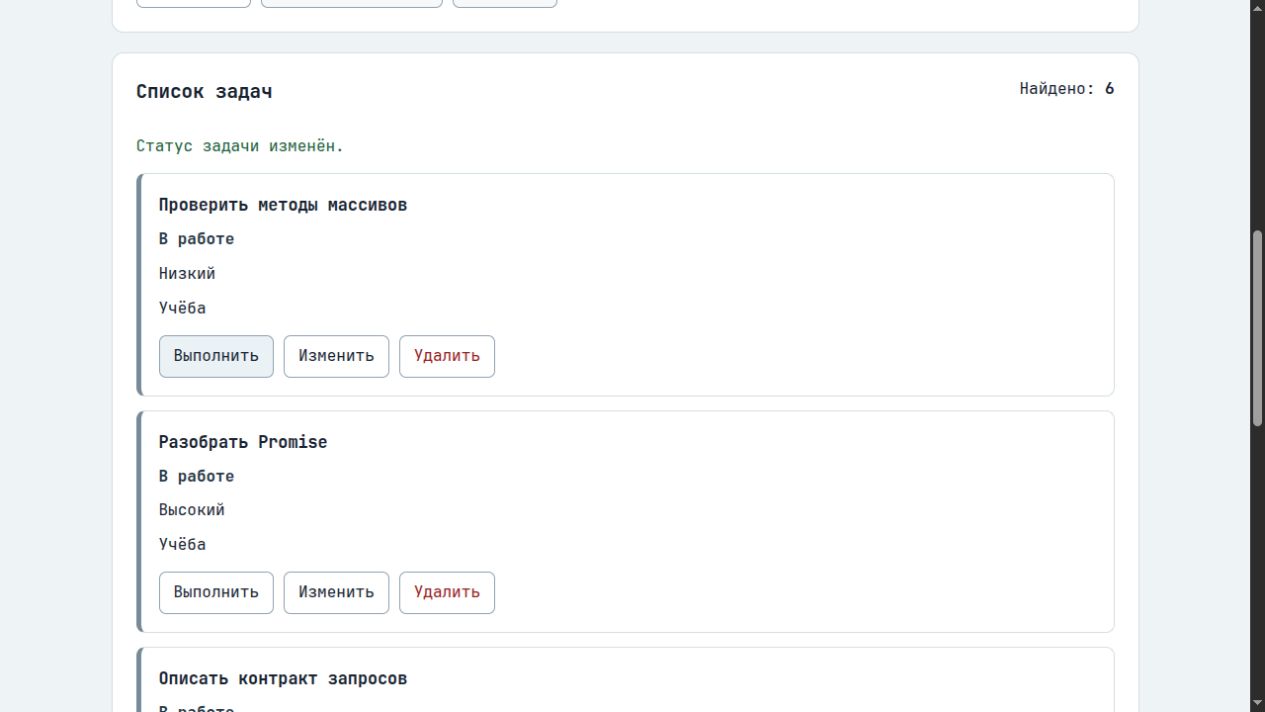 Список задач
Найдено: 6
Статус задачи изменён.
Проверить методы массивов
В работе
Низкий
Учёба
Выполнить Изменить Удалить
Разобрать Promise
В работе
Высокий
Учёба
Выполнить Изменить Удалить
Описать контракт запросов
В работе